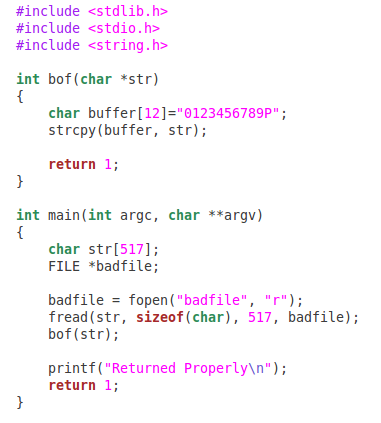 #include <stdlib.h>
#include <stdio.h>
#include <string.h>

int bof(char *str)
{
    char buffer[12]="0123456789P";
    strcpy(buffer, str);

    return 1;
}

int main(int argc, char **argv)
{
    char str[517];
    FILE *badfile;

    badfile = fopen("badfile", "r");
    fread(str, sizeof(char), 517, badfile);
    bof(str);

    printf("Returned Properly\n");
    return 1;
}